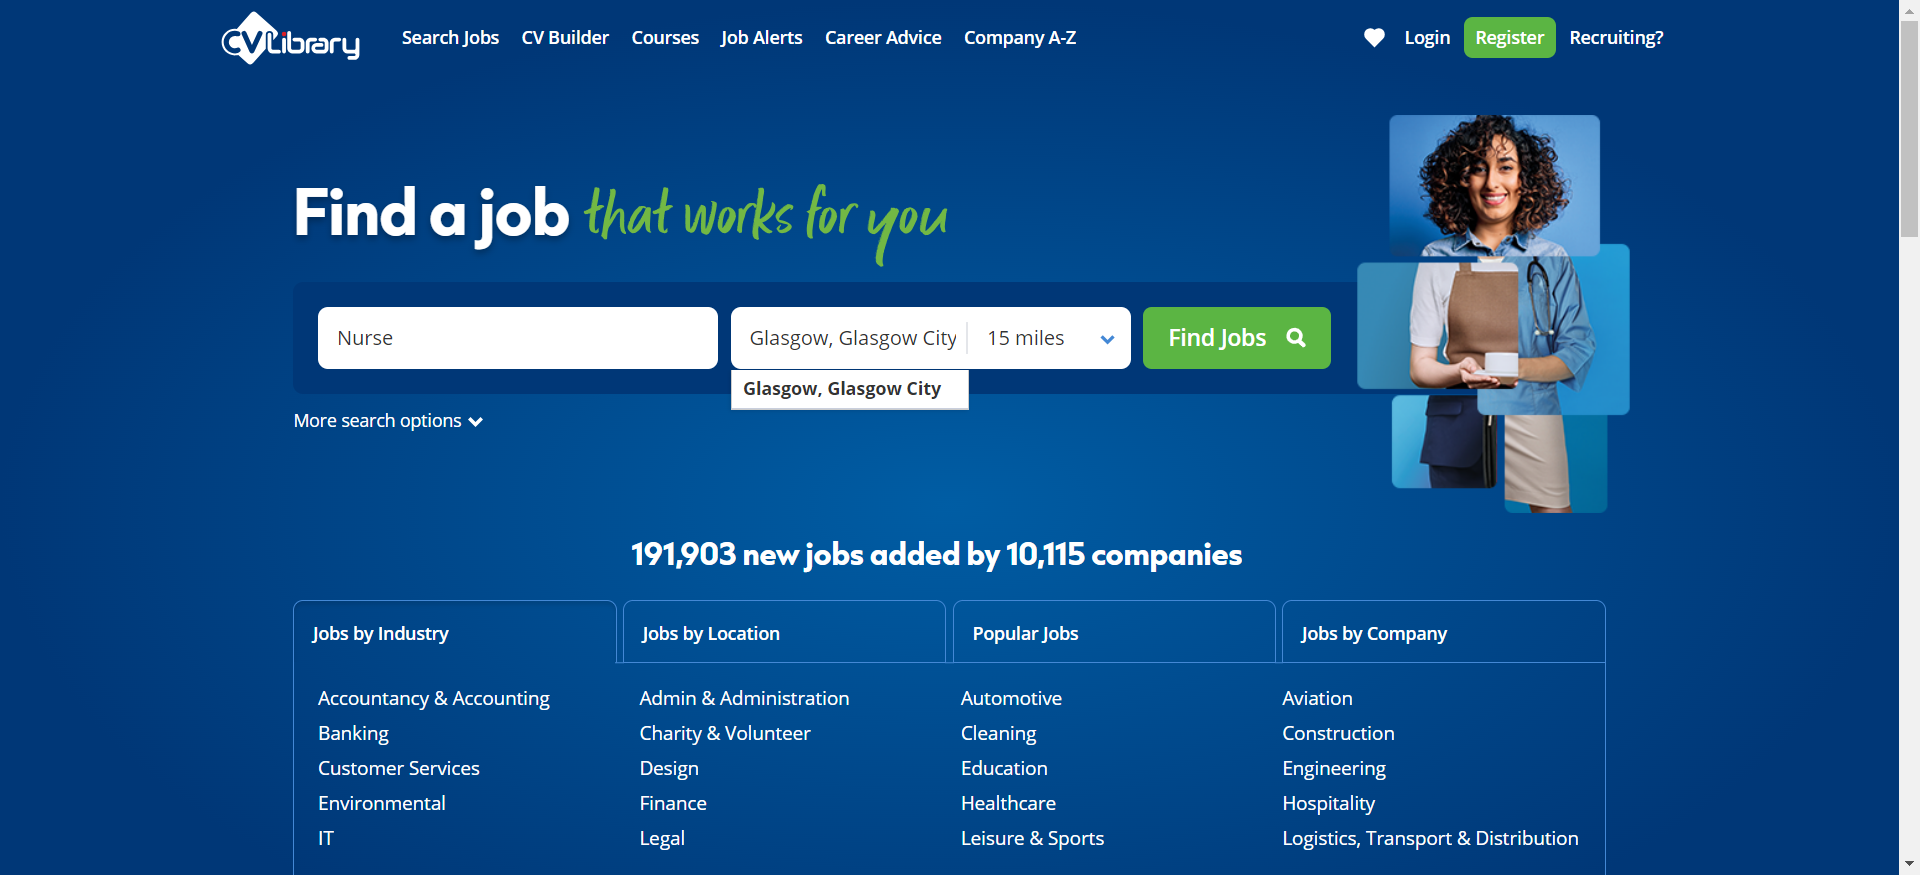 CV Library
Search Jobs CV Builder Courses Job Alerts Career Advice Company A-Z Login Register Recruiting?
Find a job that works for you
Nurse Glasgow, Glasgow City 15 miles Find Jobs
Glasgow, Glasgow City
More search options
191,903 new jobs added by 10,115 companies
Jobs by Industry Jobs by Location Popular Jobs Jobs by Company
Accountancy & Accounting Admin & Administration Automotive Aviation
Banking Charity & Volunteer Cleaning Construction
Customer Services Design Education Engineering
Environmental Finance Healthcare Hospitality
IT Legal Leisure & Sports Logistics, Transport & Distribution